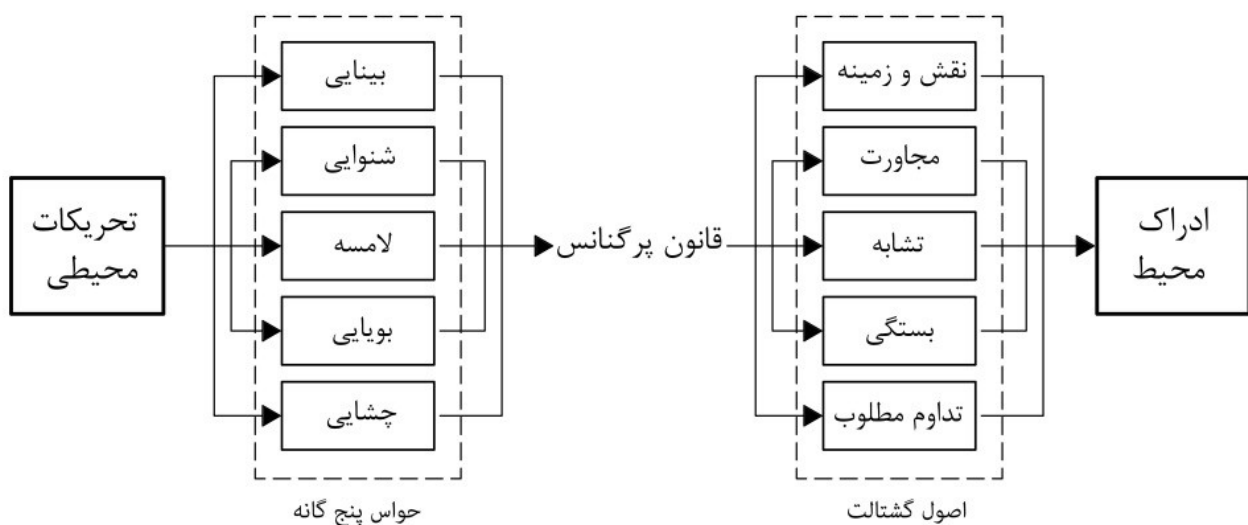 تحریکات
محیطی
بینایی
شنوایی
لامسه
بویایی
چشایی
حواس پنج گانه
قانون پرگنانس
نقش و زمینه
مجاورت
تشابه
بستگی
تداوم مطلوب
اصول گشتالت
ادراک
محیط